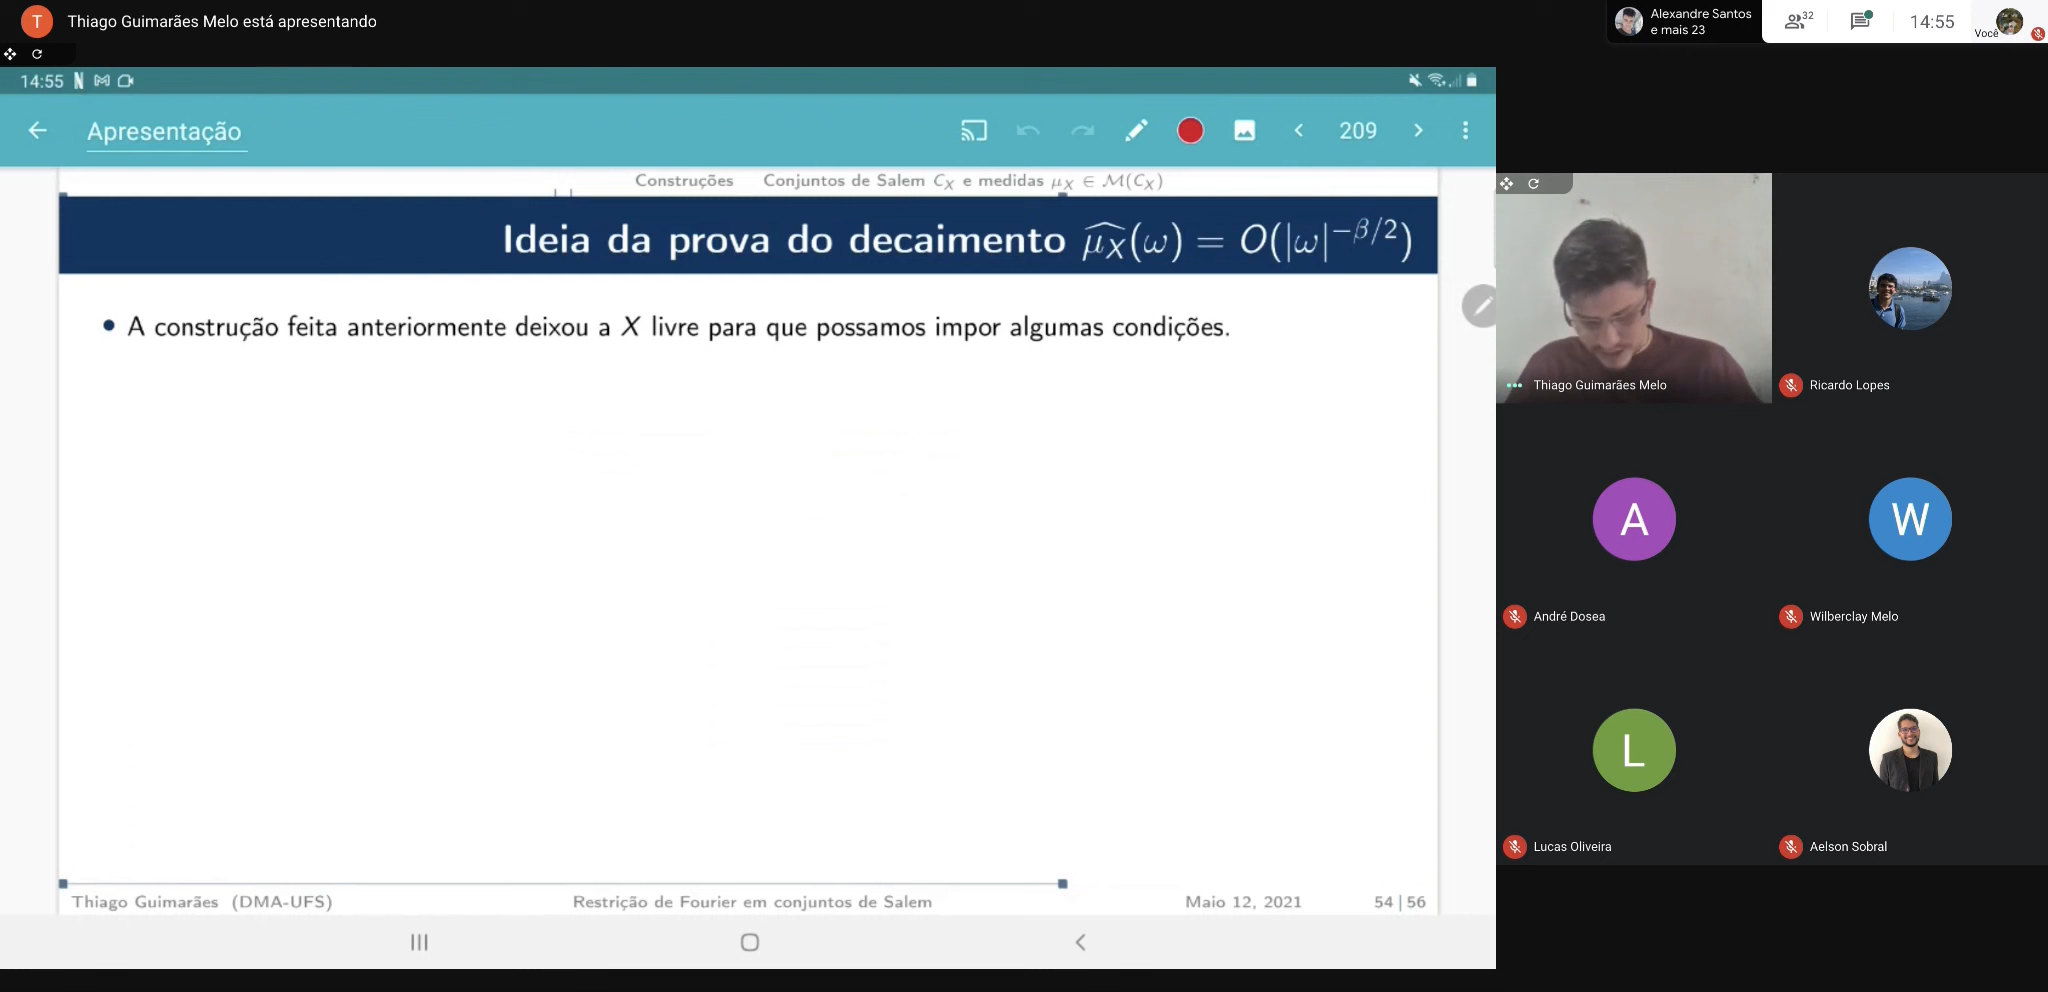 T Thiago Guimarães Melo está apresentando
Alexandre Santos
e mais 23
32
14:55
Você
14:55
Apresentação
209
Construções Conjuntos de Salem C_X e medidas μ_X ∈ M(C_X)
Ideia da prova do decaimento \widehat{μ_X}(ω) = O(|ω|^{-β/2})
• A construção feita anteriormente deixou a X livre para que possamos impor algumas condições.
Thiago Guimarães (DMA-UFS) Restrição de Fourier em conjuntos de Salem Maio 12, 2021 54 | 56
Thiago Guimarães Melo
Ricardo Lopes
A
W
André Dosea
Wilberclay Melo
L
Lucas Oliveira
Aelson Sobral